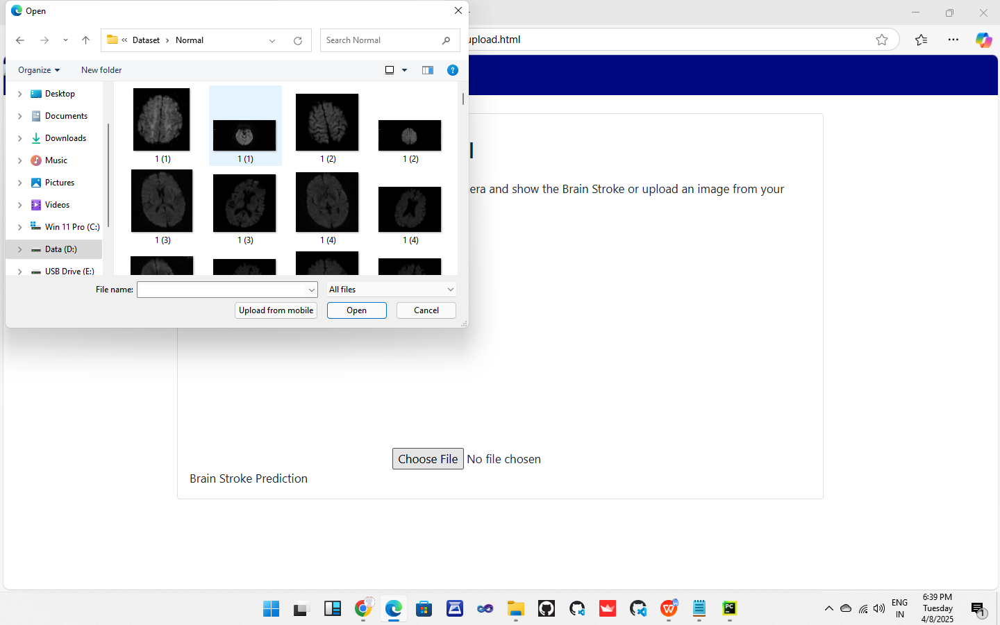 Open
« Dataset > Normal
Search Normal
upload.html
Organize
New folder
Desktop
Documents
Downloads
Music
Pictures
Videos
Win 11 Pro (C:)
Data (D:)
USB Drive (E:)
1 (1)
1 (1)
1 (2)
1 (2)
1 (3)
1 (3)
1 (4)
1 (4)
File name:
All files
Upload from mobile
Open
Cancel
era and show the Brain Stroke or upload an image from your
Choose File No file chosen
Brain Stroke Prediction
ENG
IN
6:39 PM
Tuesday
4/8/2025
1